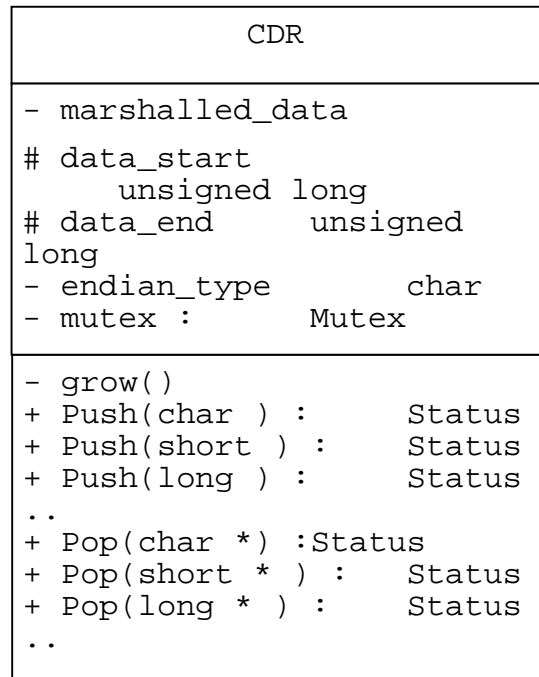 CDR
- marshalled_data
# data_start
unsigned long
# data_end unsigned
long
- endian_type char
- mutex : Mutex
- grow()
+ Push(char ) : Status
+ Push(short ) : Status
+ Push(long ) : Status
..
+ Pop(char *) :Status
+ Pop(short * ) : Status
+ Pop(long * ) : Status
..